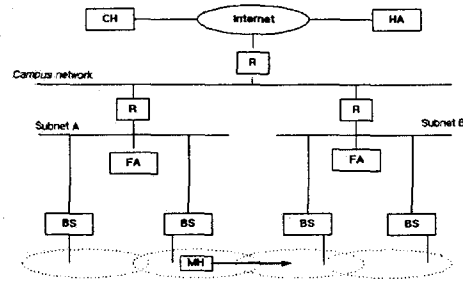 CH
Internet
HA
R
Campus network
R
R
Subnet A
Subnet B
FA
FA
BS
BS
BS
BS
MH